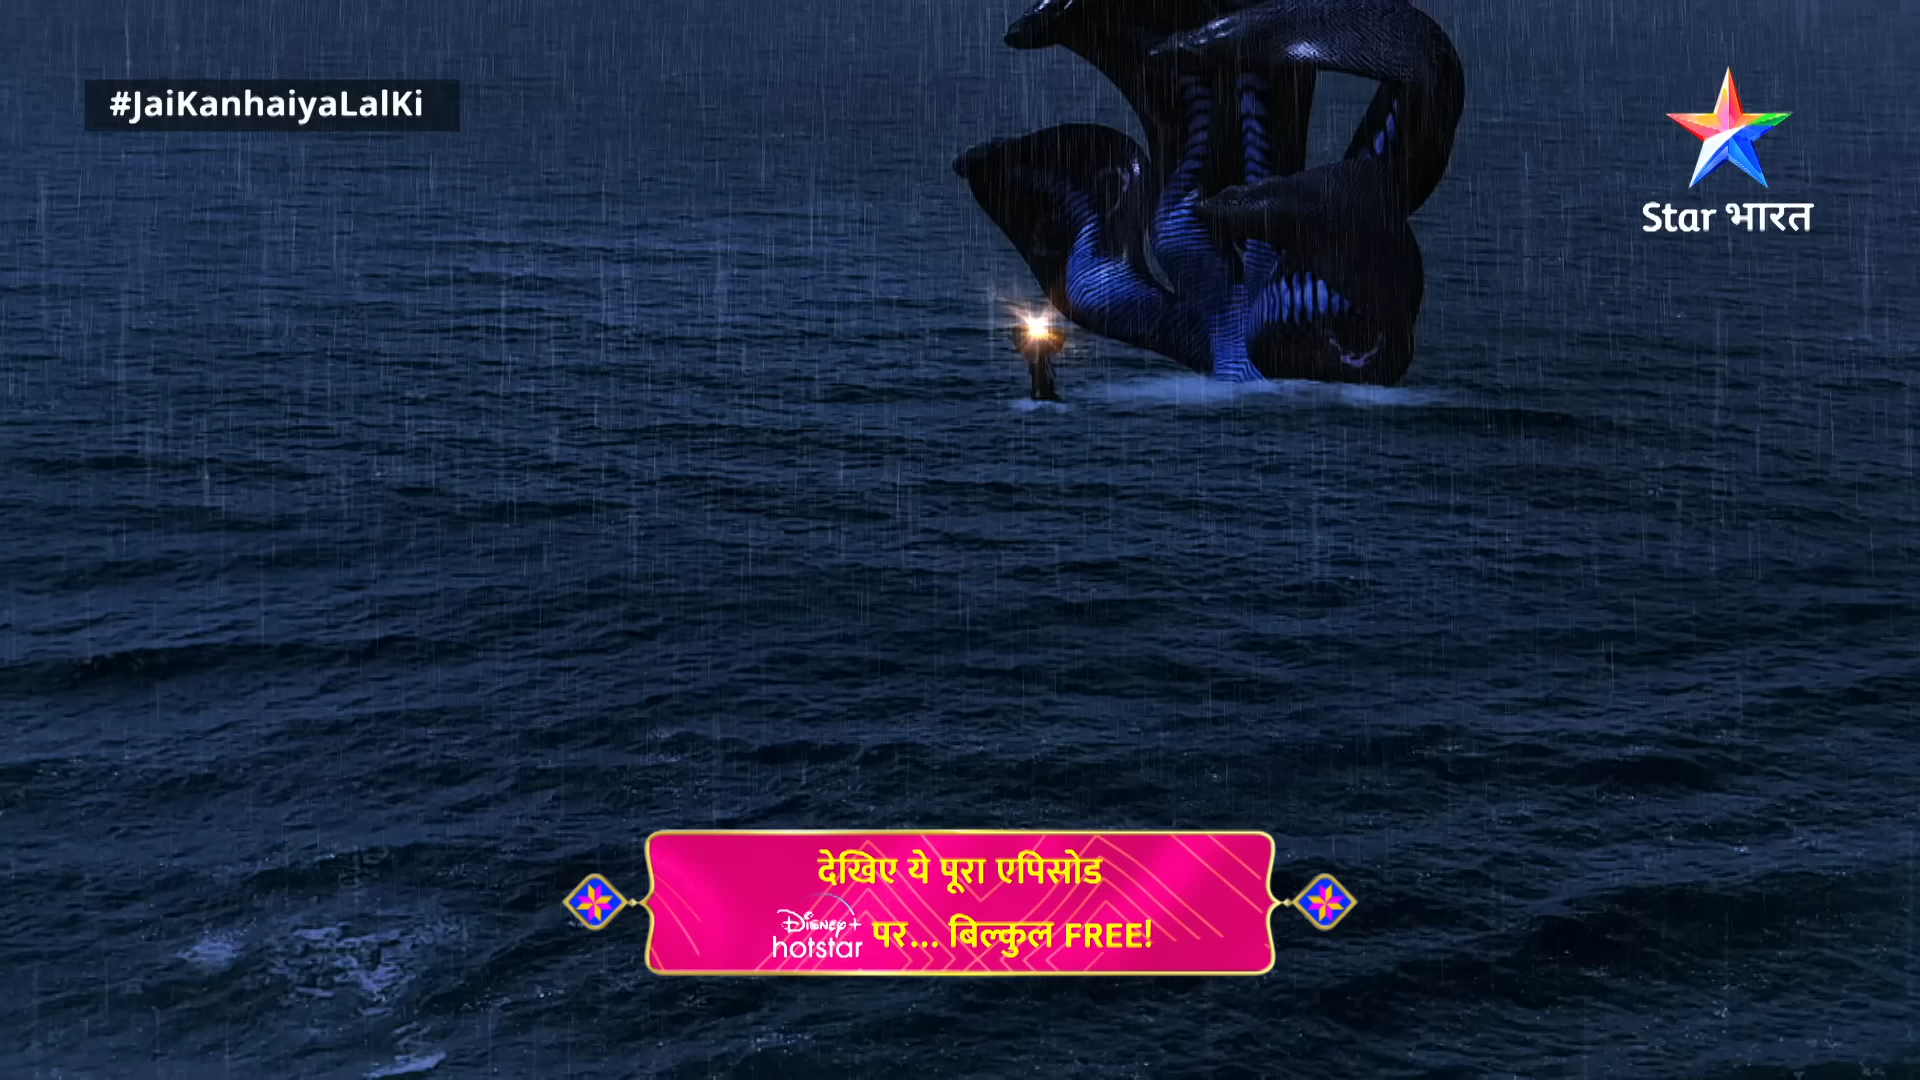 #JaiKanhaiyaLalKi
Star भारत
देखिए ये पूरा एपिसोड
Disney+ hotstar पर... बिल्कुल FREE!